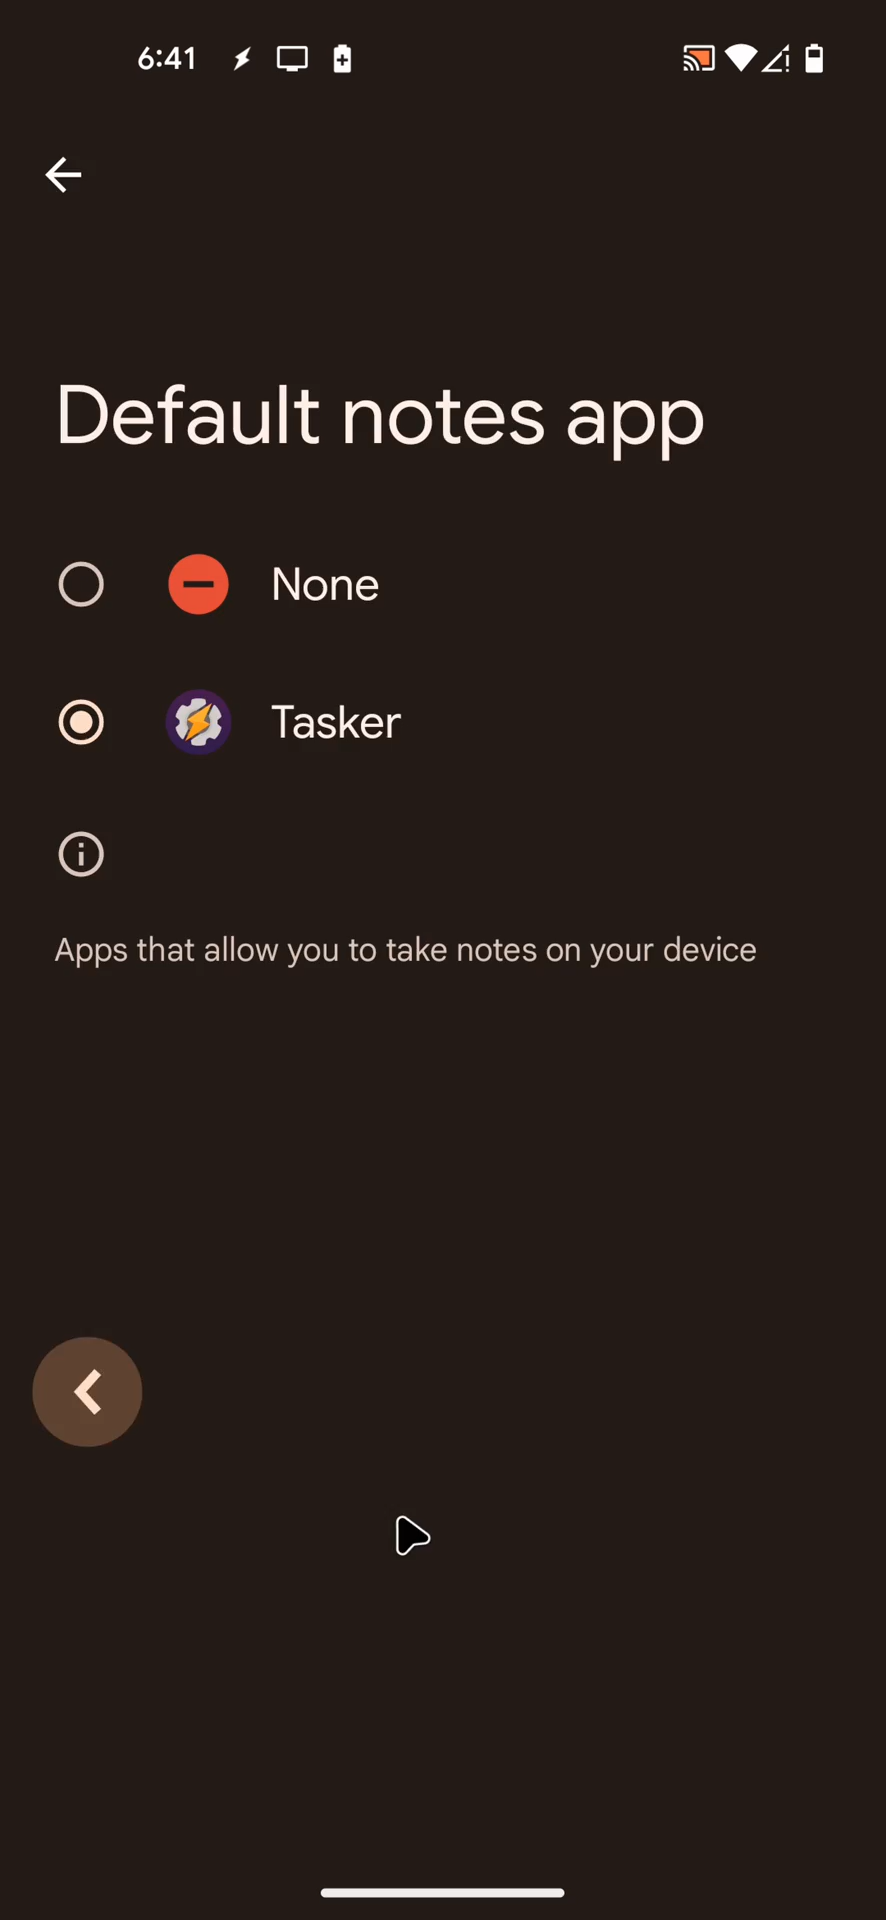 6:41
Default notes app
None
Tasker
Apps that allow you to take notes on your device